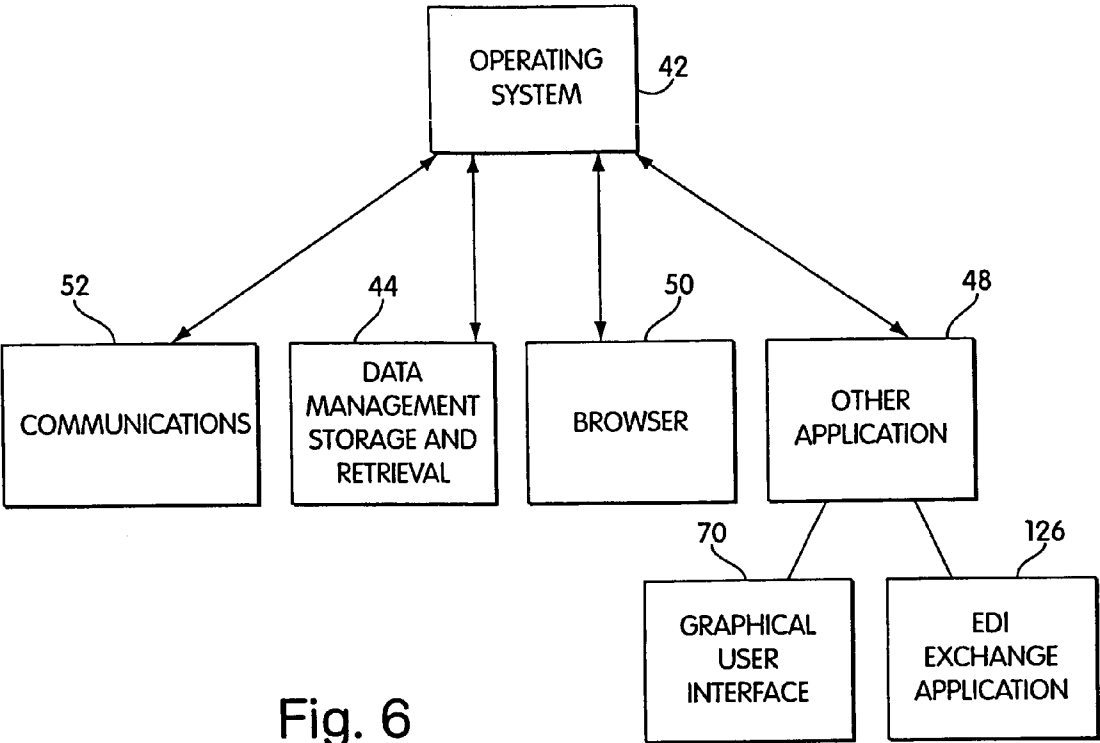 OPERATING
SYSTEM
42
52
44
50
48
COMMUNICATIONS
DATA
MANAGEMENT
STORAGE AND
RETRIEVAL
BROWSER
OTHER
APPLICATION
70
126
GRAPHICAL
USER
INTERFACE
EDI
EXCHANGE
APPLICATION
Fig. 6